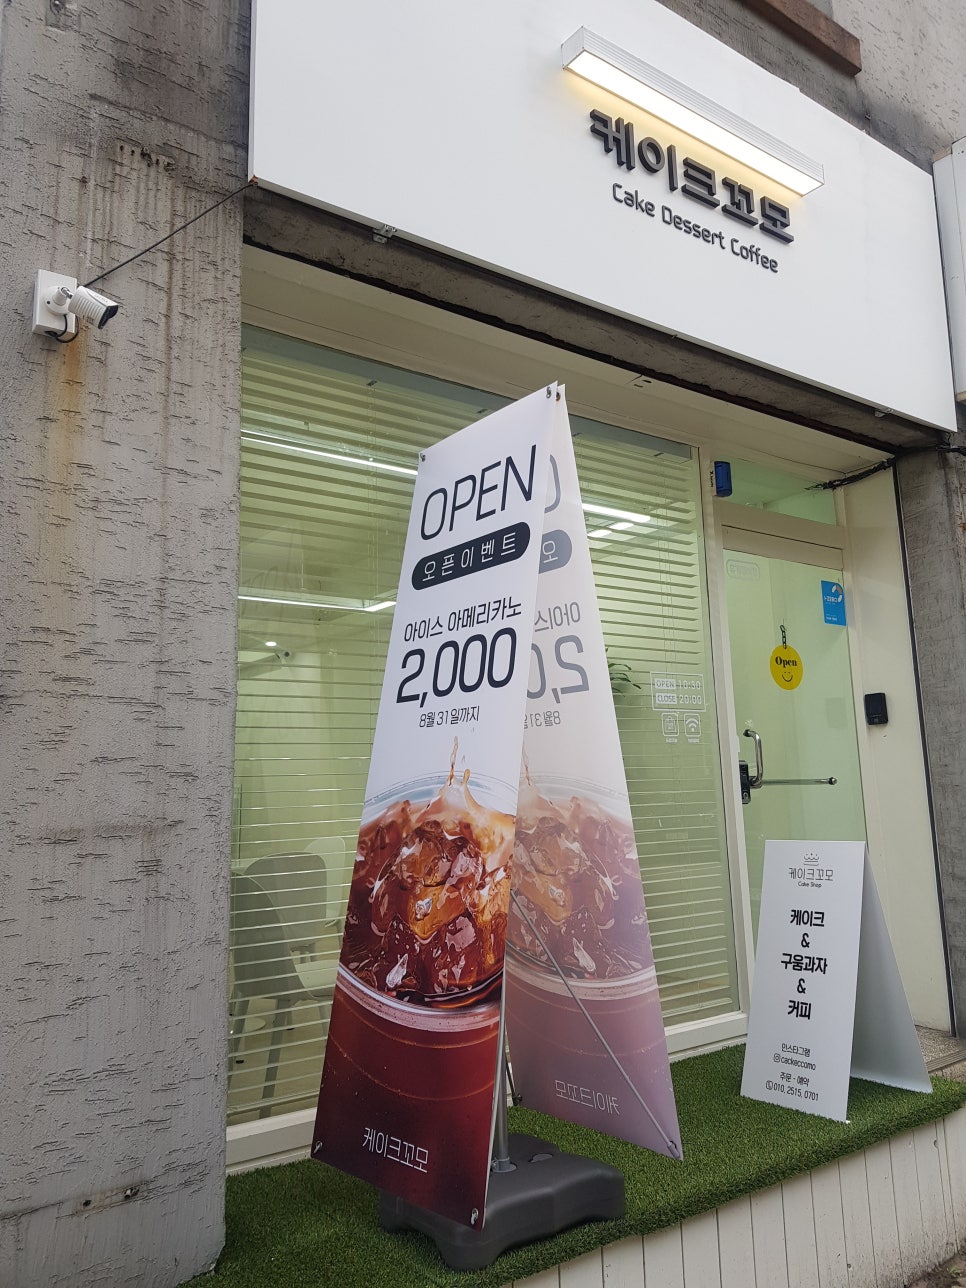 케이크꼬모
Cake Dessert Coffee
OPEN
오픈이벤트
아이스 아메리카노
2,000
8월 31일까지
케이크꼬모
Open
OPEN 10:30
CLOSE 20:00
케이크꼬모
Cake Shop
케이크
&
구움과자
&
커피
인스타그램
cackeccomo
주문 - 예약
010. 2515. 0701